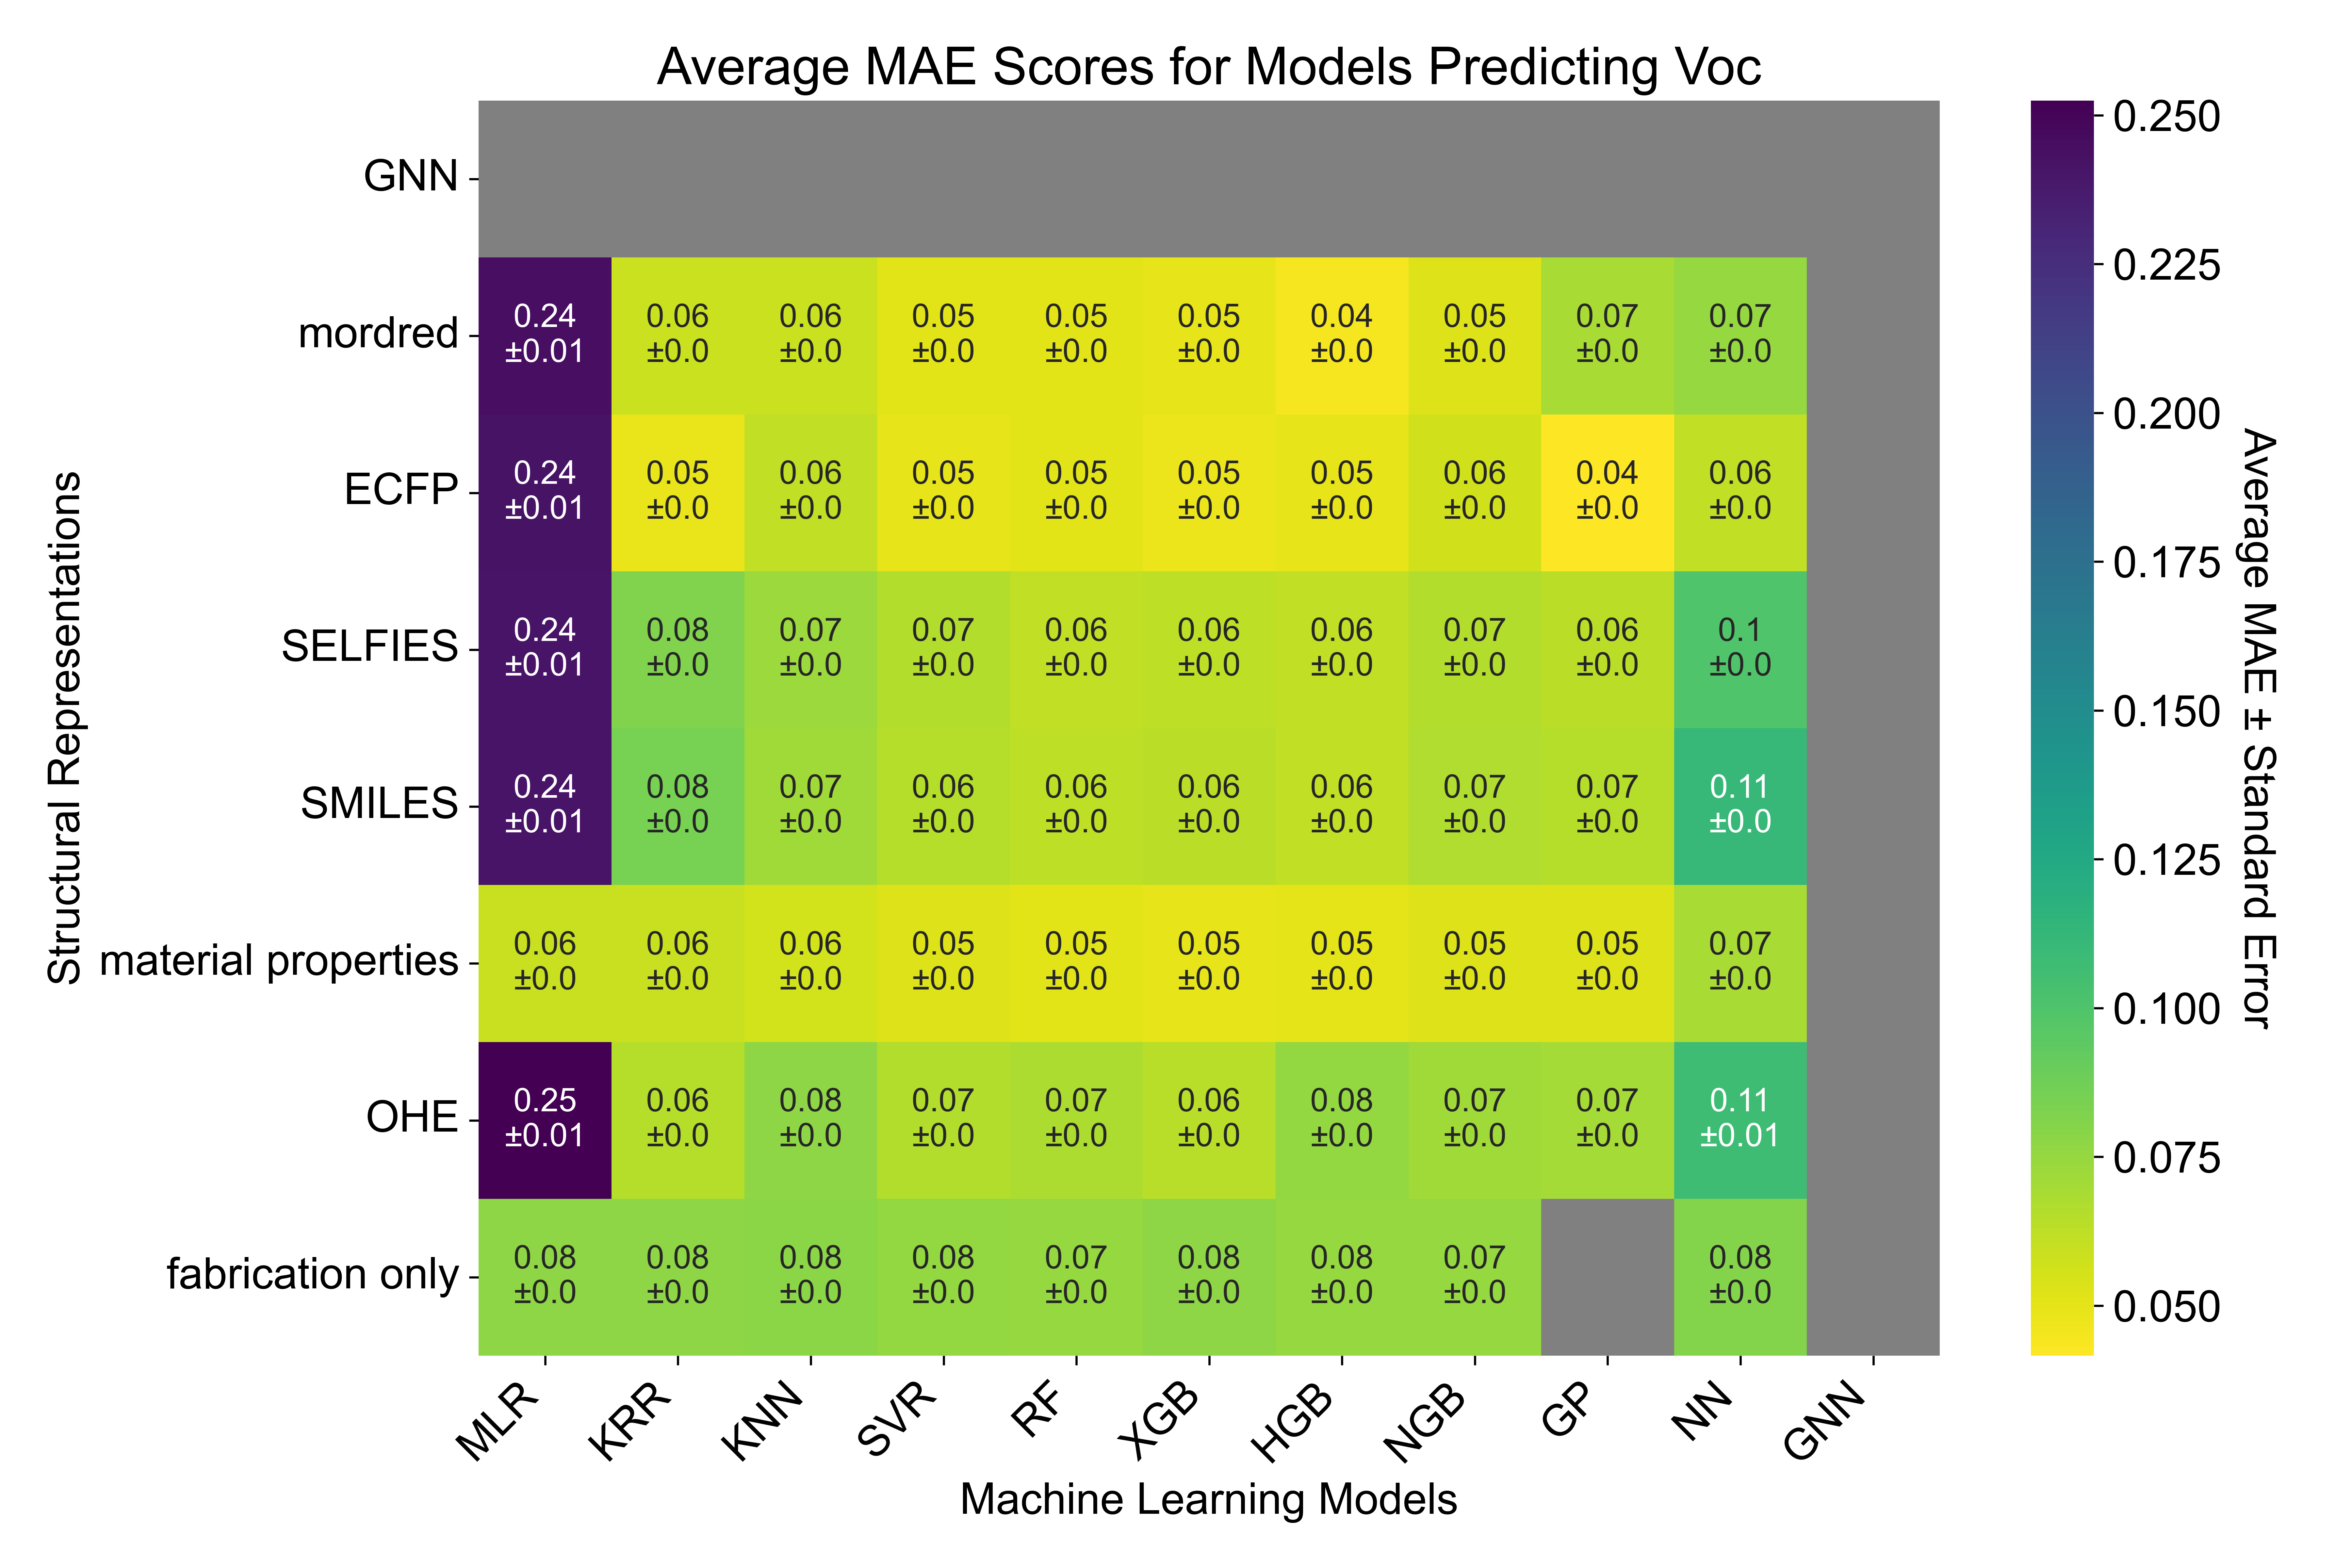 Average MAE Scores for Models Predicting Voc
Structural Representations
GNN
mordred
0.24 0.06 0.06 0.05 0.05 0.05 0.04 0.05 0.07 0.07
±0.01 ±0.0 ±0.0 ±0.0 ±0.0 ±0.0 ±0.0 ±0.0 ±0.0 ±0.0
ECFP
0.24 0.05 0.06 0.05 0.05 0.05 0.05 0.06 0.04 0.06
±0.01 ±0.0 ±0.0 ±0.0 ±0.0 ±0.0 ±0.0 ±0.0 ±0.0 ±0.0
SELFIES
0.24 0.08 0.07 0.07 0.06 0.06 0.06 0.07 0.06 0.1
±0.01 ±0.0 ±0.0 ±0.0 ±0.0 ±0.0 ±0.0 ±0.0 ±0.0 ±0.0
SMILES
0.24 0.08 0.07 0.06 0.06 0.06 0.06 0.07 0.07 0.11
±0.01 ±0.0 ±0.0 ±0.0 ±0.0 ±0.0 ±0.0 ±0.0 ±0.0 ±0.0
material properties
0.06 0.06 0.06 0.05 0.05 0.05 0.05 0.05 0.05 0.07
±0.0 ±0.0 ±0.0 ±0.0 ±0.0 ±0.0 ±0.0 ±0.0 ±0.0 ±0.0
OHE
0.25 0.06 0.08 0.07 0.07 0.06 0.08 0.07 0.07 0.11
±0.01 ±0.0 ±0.0 ±0.0 ±0.0 ±0.0 ±0.0 ±0.0 ±0.0 ±0.01
fabrication only
0.08 0.08 0.08 0.08 0.07 0.08 0.08 0.07 0.08
±0.0 ±0.0 ±0.0 ±0.0 ±0.0 ±0.0 ±0.0 ±0.0 ±0.0
MLR KRR KNN SVR RF XGB HGB NGB GP NN GNN
Machine Learning Models
0.250
0.225
0.200
0.175
0.150
0.125
0.100
0.075
0.050
Average MAE ± Standard Error